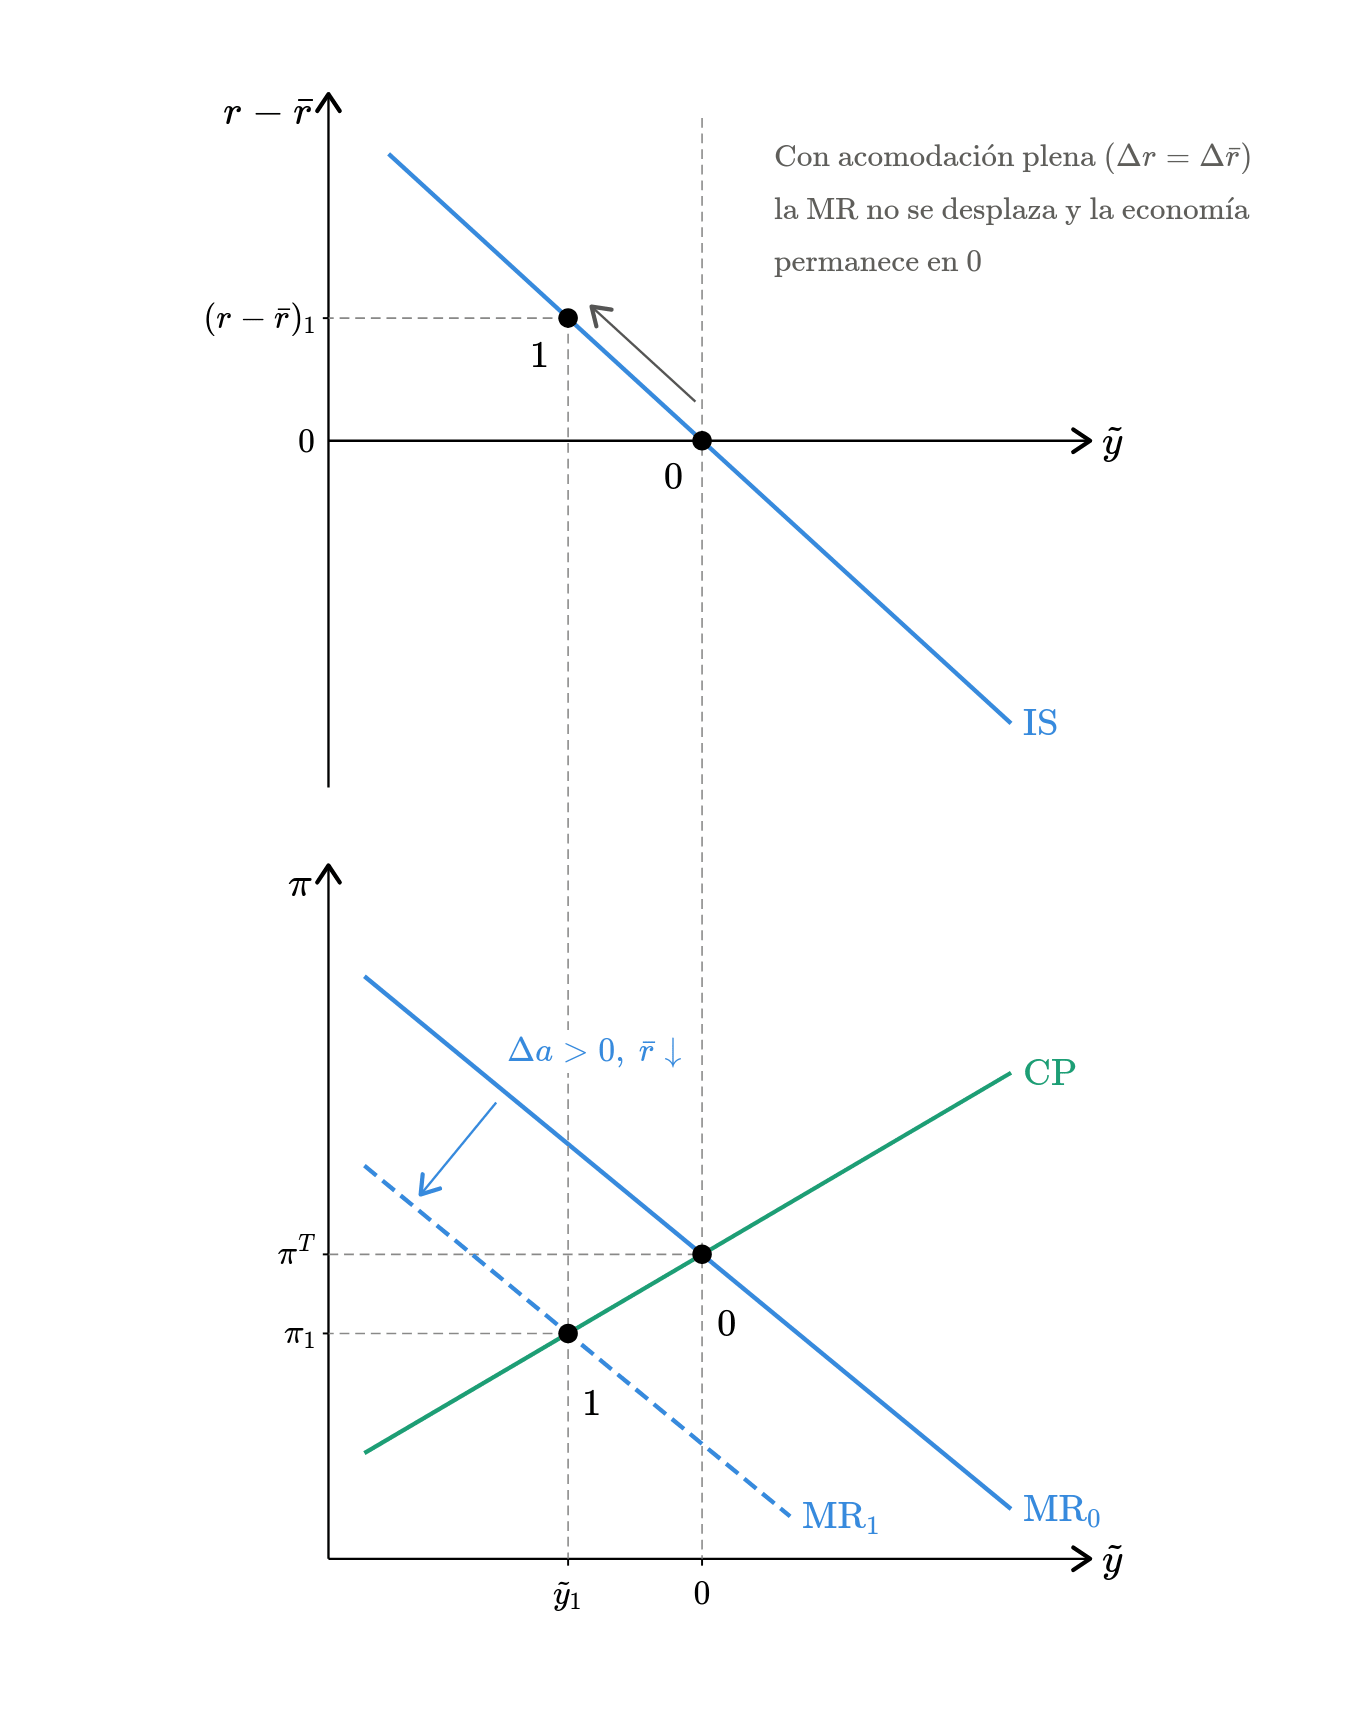 r − r̄
Con acomodación plena (Δr = Δr̄)
la MR no se desplaza y la economía
permanece en 0
(r − r̄)₁
1
0
ỹ
0
IS
π
Δa > 0, r̄ ↓
CP
πᵀ
0
π₁
1
MR₁
MR₀
ỹ
ỹ₁
0